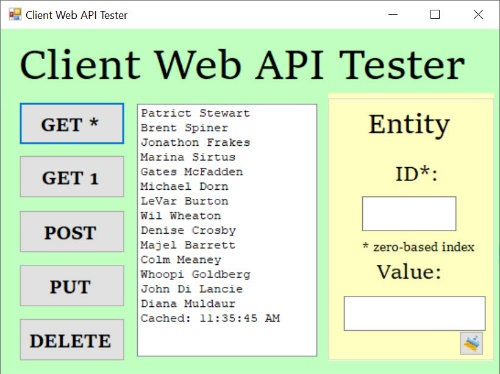 Client Web API Tester
Client Web API Tester
GET *
GET 1
POST
PUT
DELETE
Patrict Stewart
Brent Spiner
Jonathon Frakes
Marina Sirtus
Gates McFadden
Michael Dorn
LeVar Burton
Wil Wheaton
Denise Crosby
Majel Barrett
Colm Meaney
Whoopi Goldberg
John Di Lancie
Diana Muldaur
Cached: 11:35:45 AM
Entity
ID*:
* zero-based index
Value: